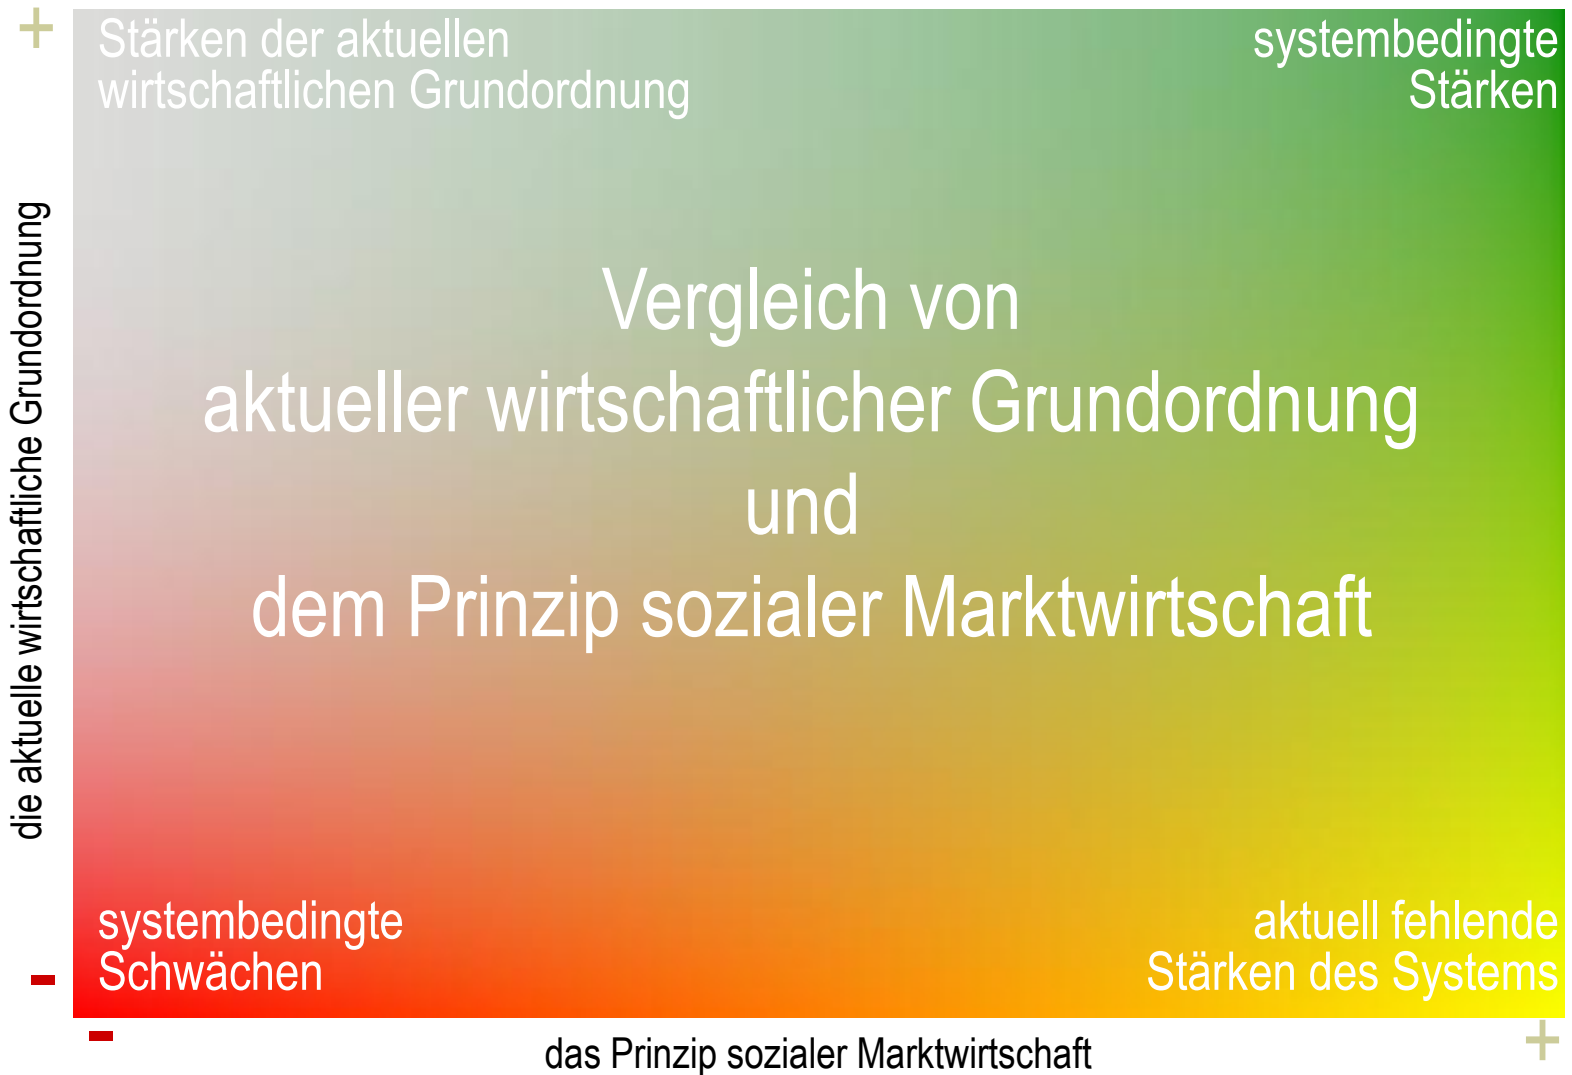 +
Stärken der aktuellen
wirtschaftlichen Grundordnung
systembedingte
Stärken
die aktuelle wirtschaftliche Grundordnung
Vergleich von
aktueller wirtschaftlicher Grundordnung
und
dem Prinzip sozialer Marktwirtschaft
systembedingte
Schwächen
aktuell fehlende
Stärken des Systems
-
-
das Prinzip sozialer Marktwirtschaft
+